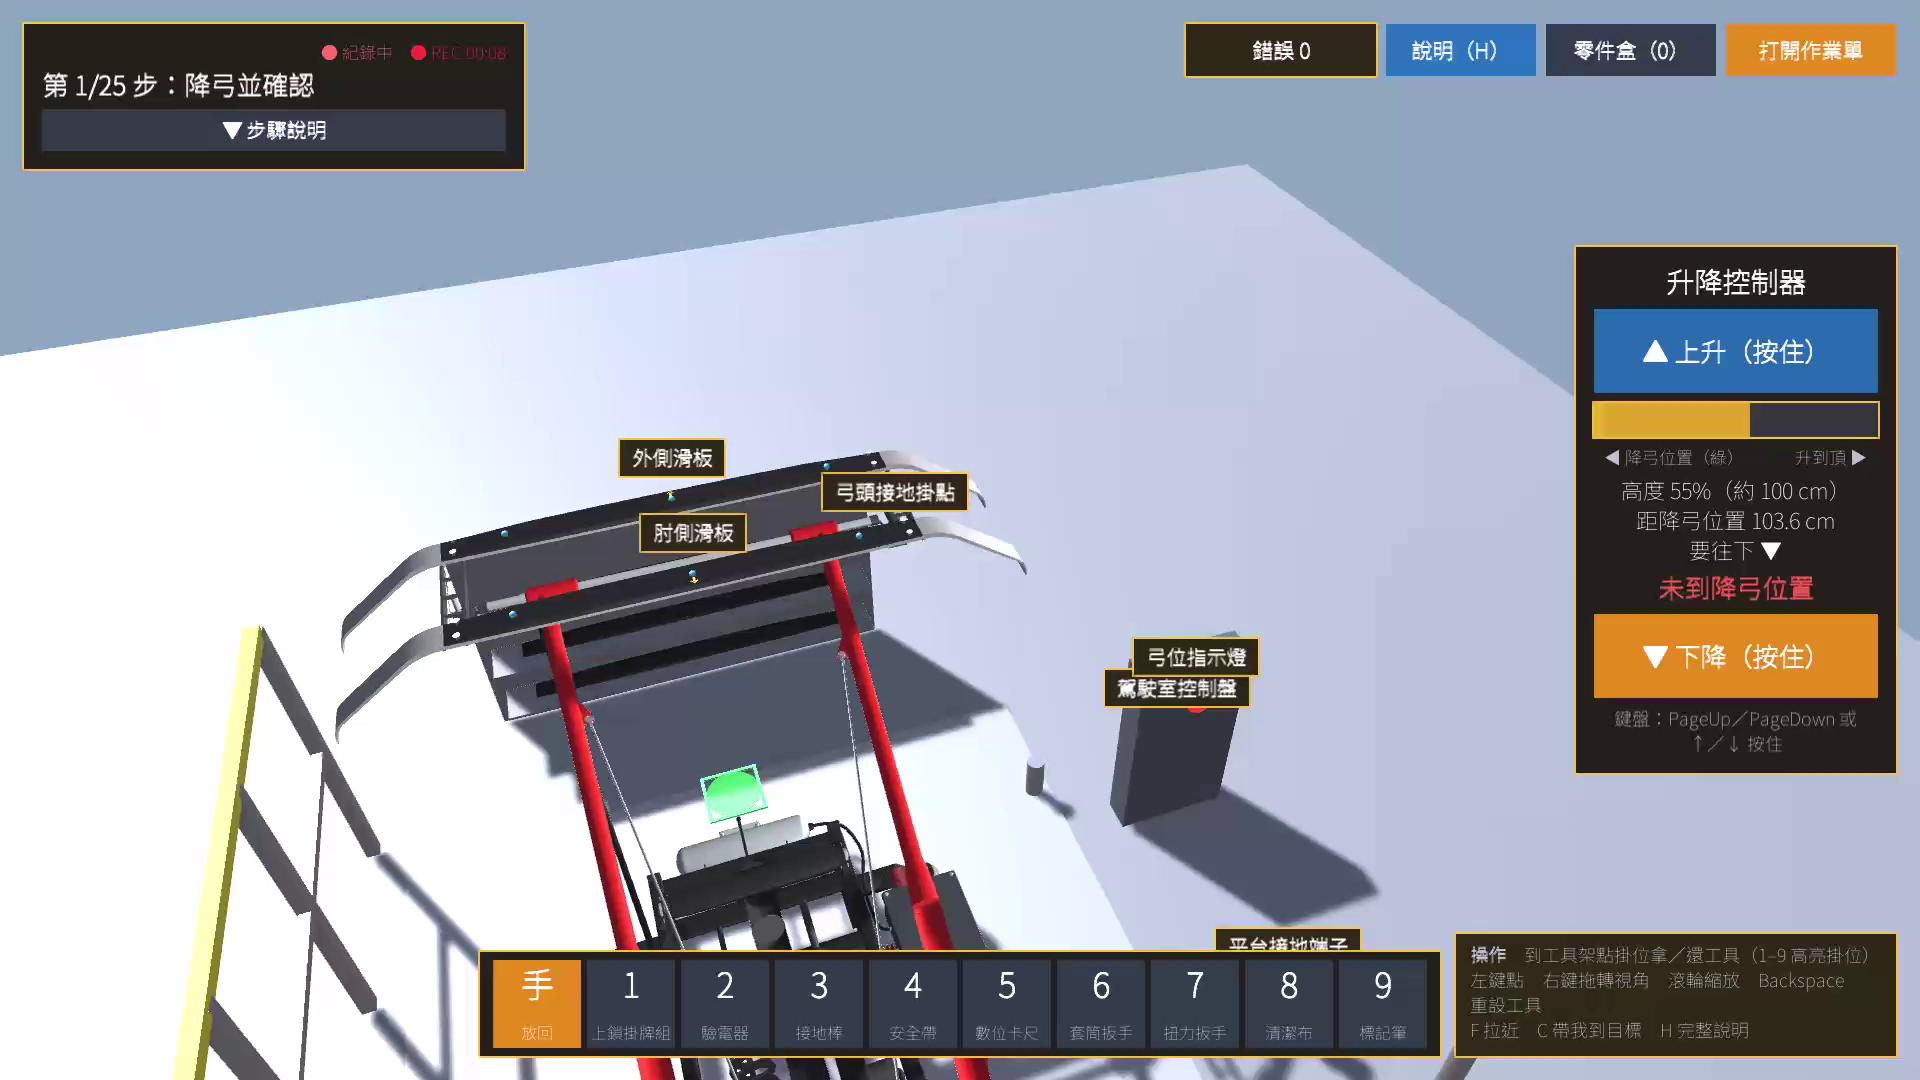 紀錄中 REC 00:08
第 1/25 步：降弓並確認
▼步驟說明
錯誤 0
說明（H）
零件盒（0）
打開作業單
升降控制器
▲上升（按住）
◀降弓位置（綠） 升到頂▶
高度 55%（約 100 cm）
距降弓位置 103.6 cm
要往下▼
未到降弓位置
▼下降（按住）
鍵盤：PageUp／PageDown 或
↑／↓ 按住
外側滑板
弓頭接地掛點
肘側滑板
弓位指示燈
駕駛室控制盤
平台接地端子
手 放回
1 上鎖掛牌組
2 驗電器
3 接地棒
4 安全帶
5 數位卡尺
6 套筒扳手
7 扭力扳手
8 清潔布
9 標記筆
操作 到工具架點掛位拿／還工具（1–9 高亮掛位）
左鍵點 右鍵拖轉視角 滾輪縮放 Backspace
重設工具
F 拉近 C 帶我到目標 H 完整說明